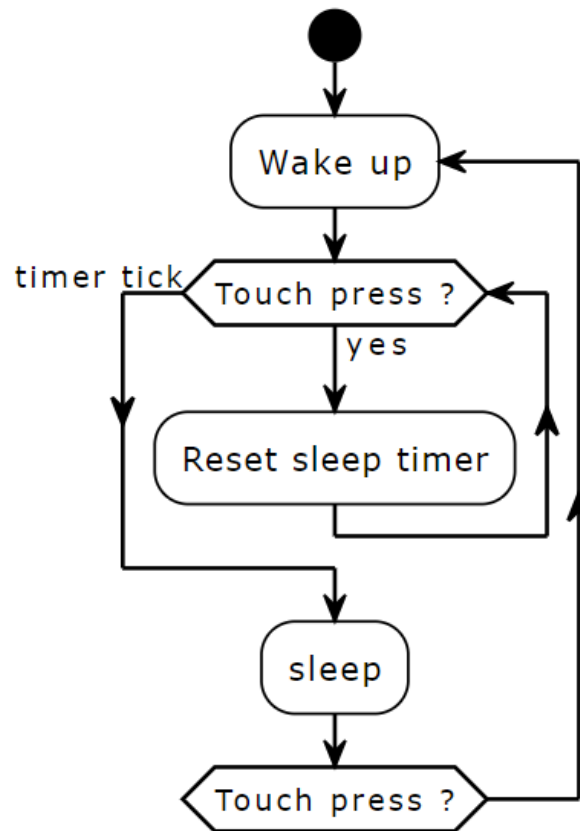 Wake up
timer tick
Touch press ?
yes
Reset sleep timer
sleep
Touch press ?